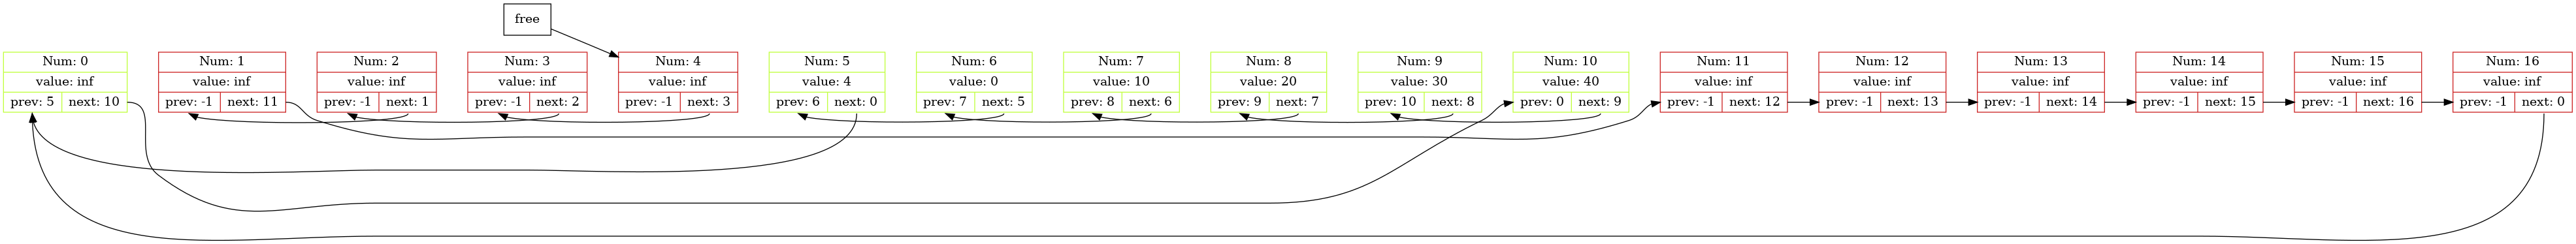 free
Num: 0
value: inf
prev: 5 next: 10
Num: 1
value: inf
prev: -1 next: 11
Num: 2
value: inf
prev: -1 next: 1
Num: 3
value: inf
prev: -1 next: 2
Num: 4
value: inf
prev: -1 next: 3
Num: 5
value: 4
prev: 6 next: 0
Num: 6
value: 0
prev: 7 next: 5
Num: 7
value: 10
prev: 8 next: 6
Num: 8
value: 20
prev: 9 next: 7
Num: 9
value: 30
prev: 10 next: 8
Num: 10
value: 40
prev: 0 next: 9
Num: 11
value: inf
prev: -1 next: 12
Num: 12
value: inf
prev: -1 next: 13
Num: 13
value: inf
prev: -1 next: 14
Num: 14
value: inf
prev: -1 next: 15
Num: 15
value: inf
prev: -1 next: 16
Num: 16
value: inf
prev: -1 next: 0